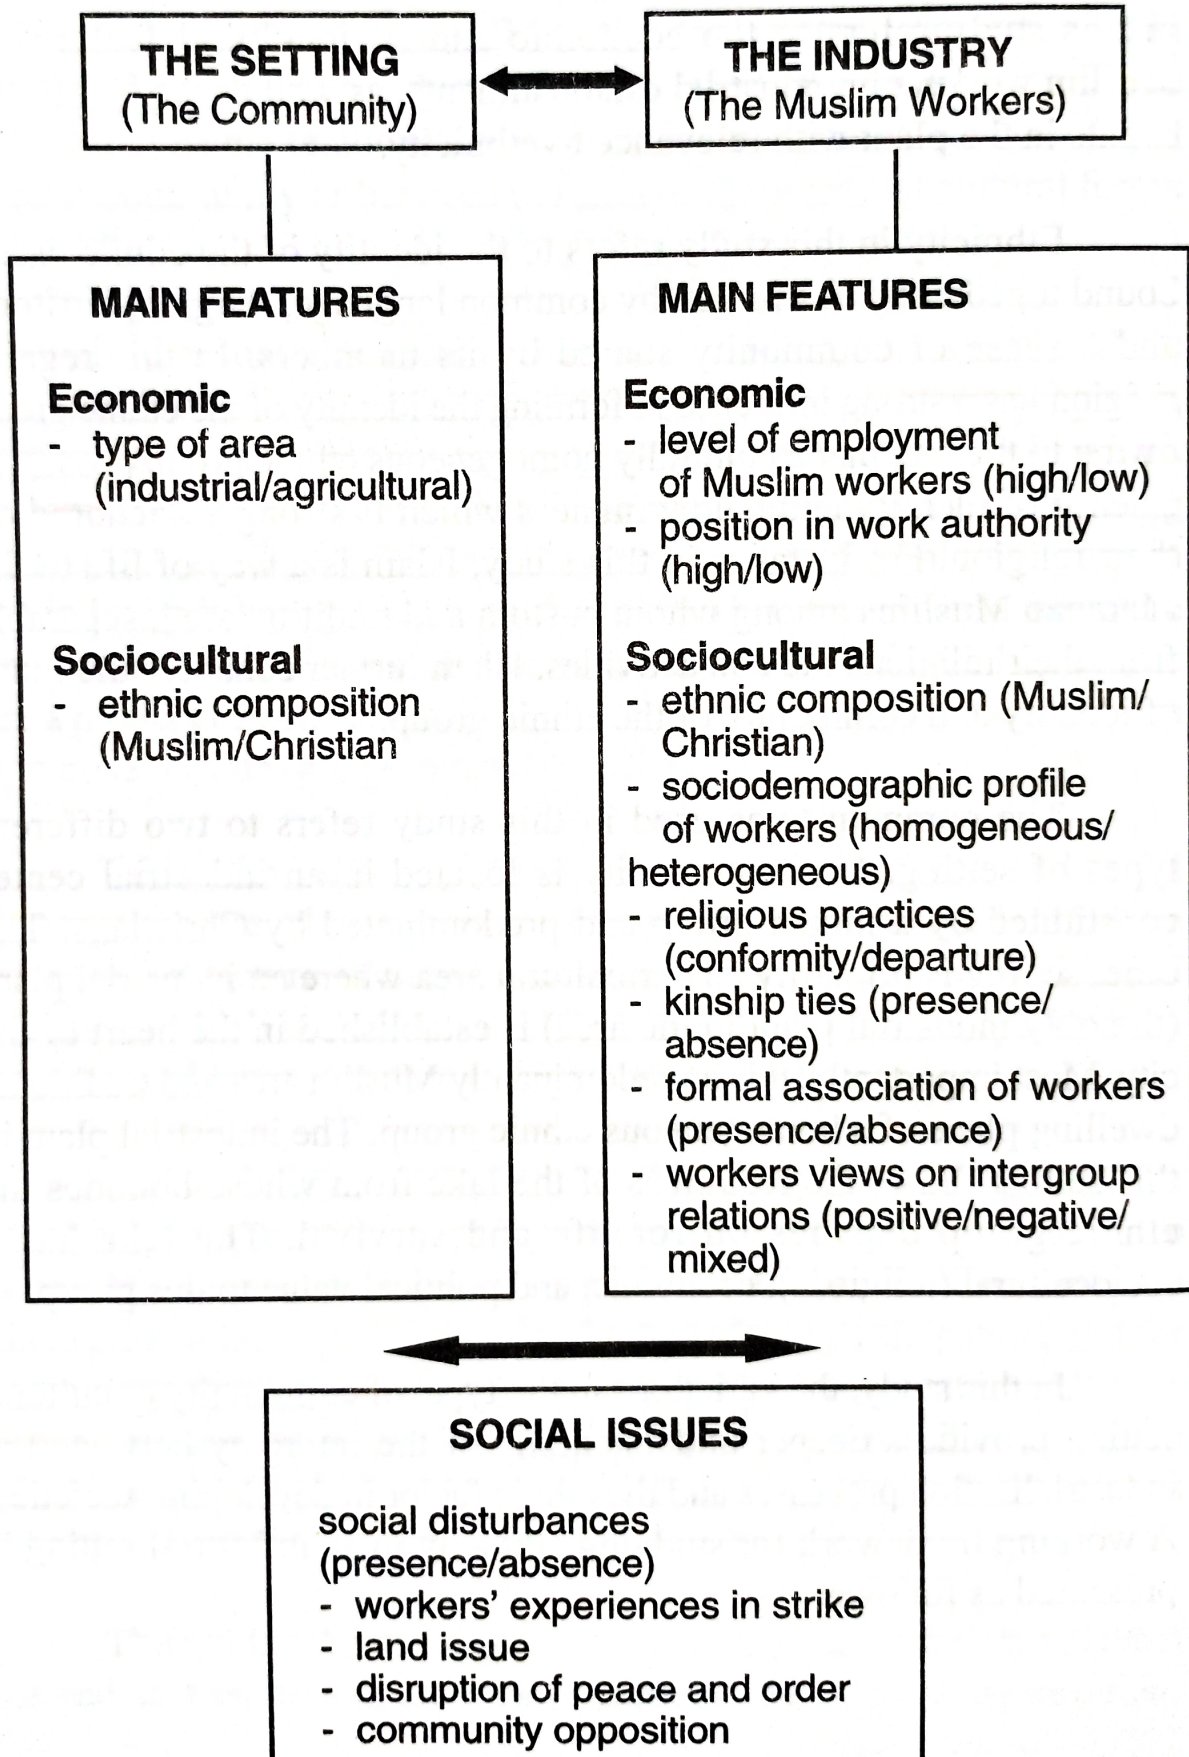 THE SETTING
(The Community)
THE INDUSTRY
(The Muslim Workers)
MAIN FEATURES
Economic
- type of area
(industrial/agricultural)
Sociocultural
- ethnic composition
(Muslim/Christian
MAIN FEATURES
Economic
- level of employment
of Muslim workers (high/low)
- position in work authority
(high/low)
Sociocultural
- ethnic composition (Muslim/
Christian)
- sociodemographic profile
of workers (homogeneous/
heterogeneous)
- religious practices
(conformity/departure)
- kinship ties (presence/
absence)
- formal association of workers
(presence/absence)
- workers views on intergroup
relations (positive/negative/
mixed)
SOCIAL ISSUES
social disturbances
(presence/absence)
- workers' experiences in strike
- land issue
- disruption of peace and order
- community opposition